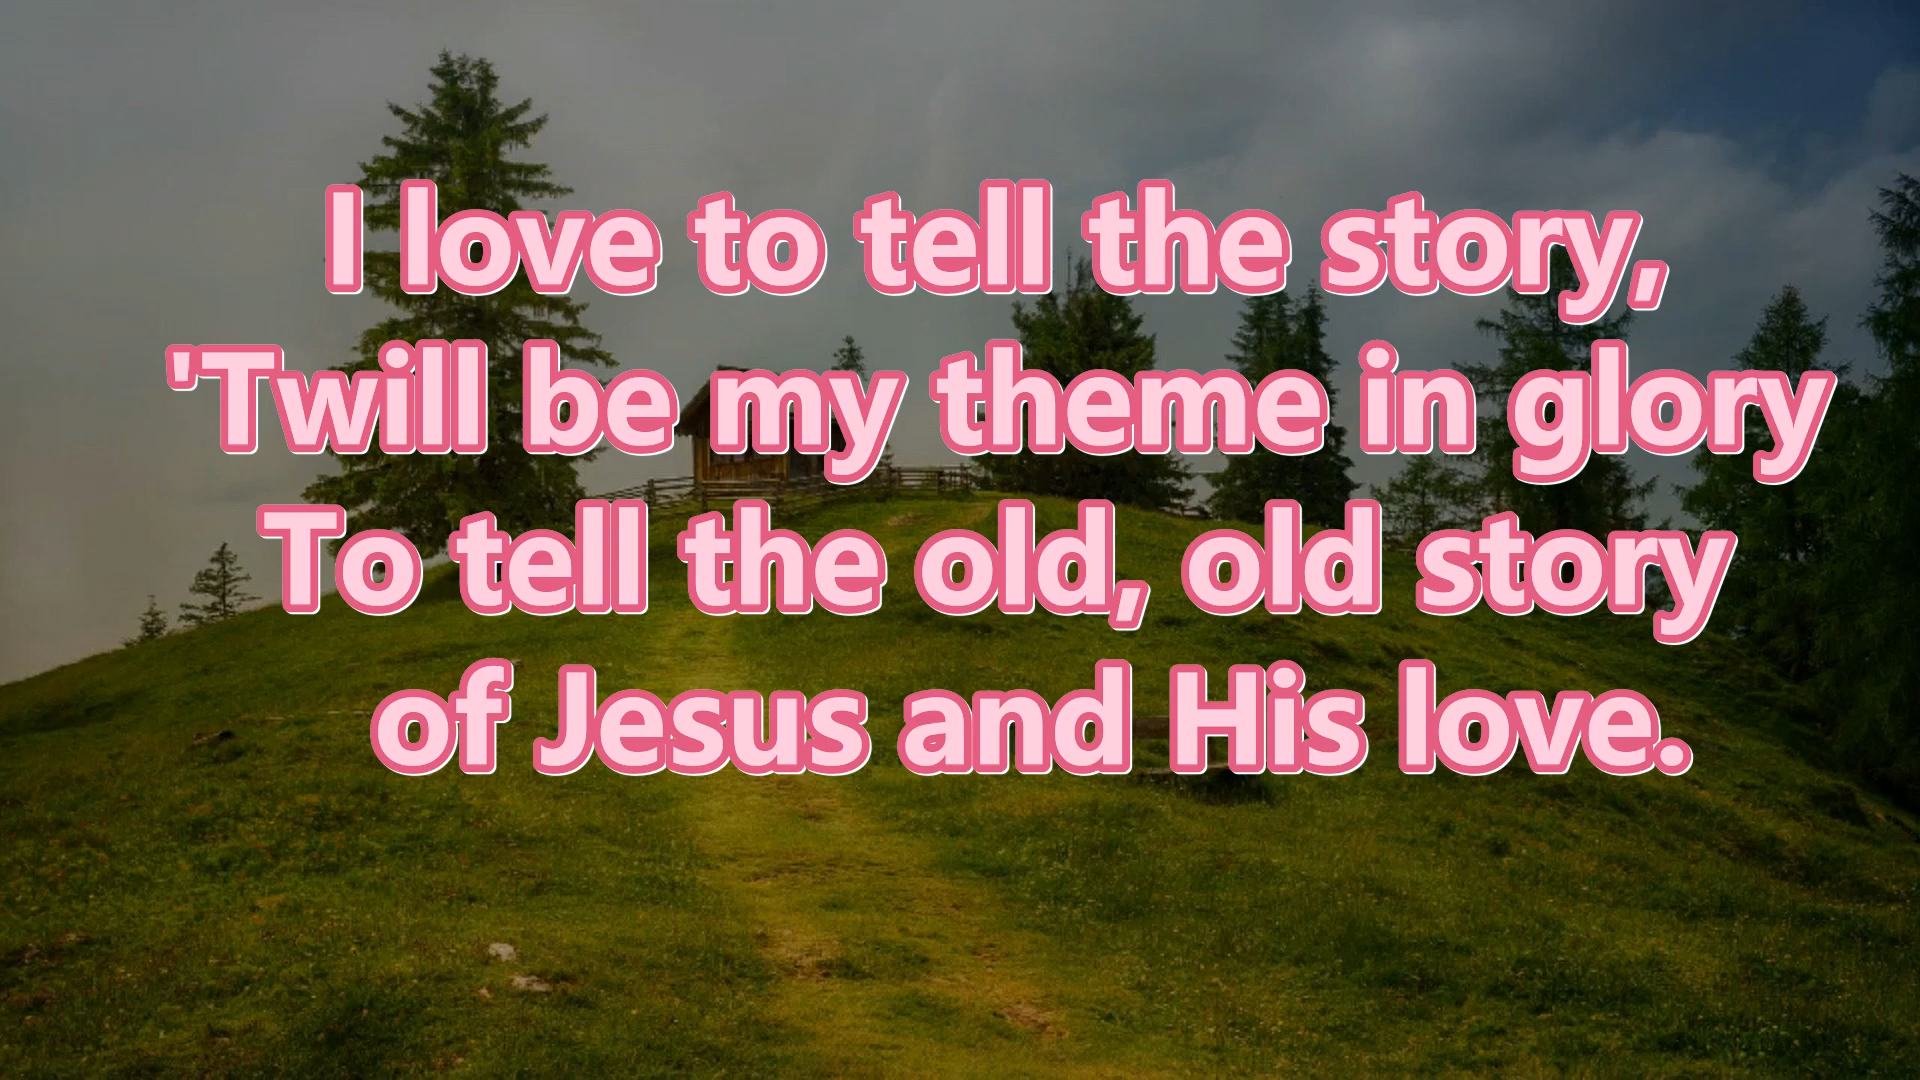 I love to tell the story,
'Twill be my theme in glory
To tell the old, old story
of Jesus and His love.